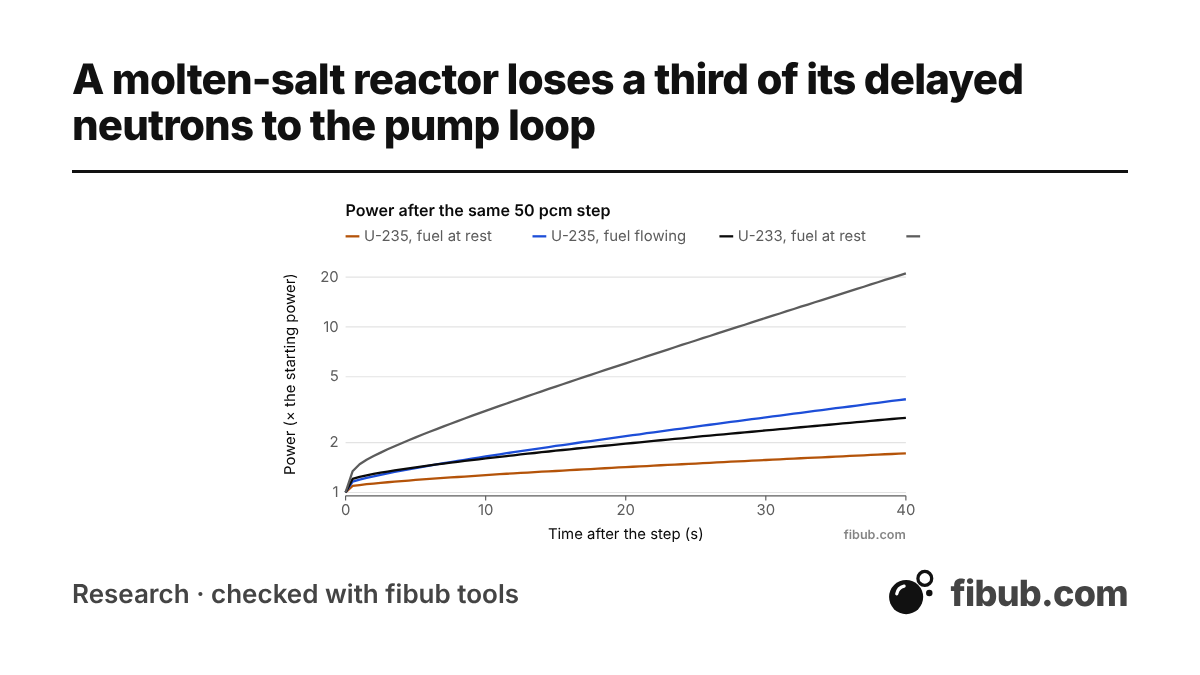 A molten-salt reactor loses a third of its delayed
neutrons to the pump loop
Power after the same 50 pcm step
U-235, fuel at rest
U-235, fuel flowing
U-233, fuel at rest
Power (× the starting power)
20
10
5
2
1
0
10
20
30
40
Time after the step (s)
fibub.com
Research · checked with fibub tools
fibub.com